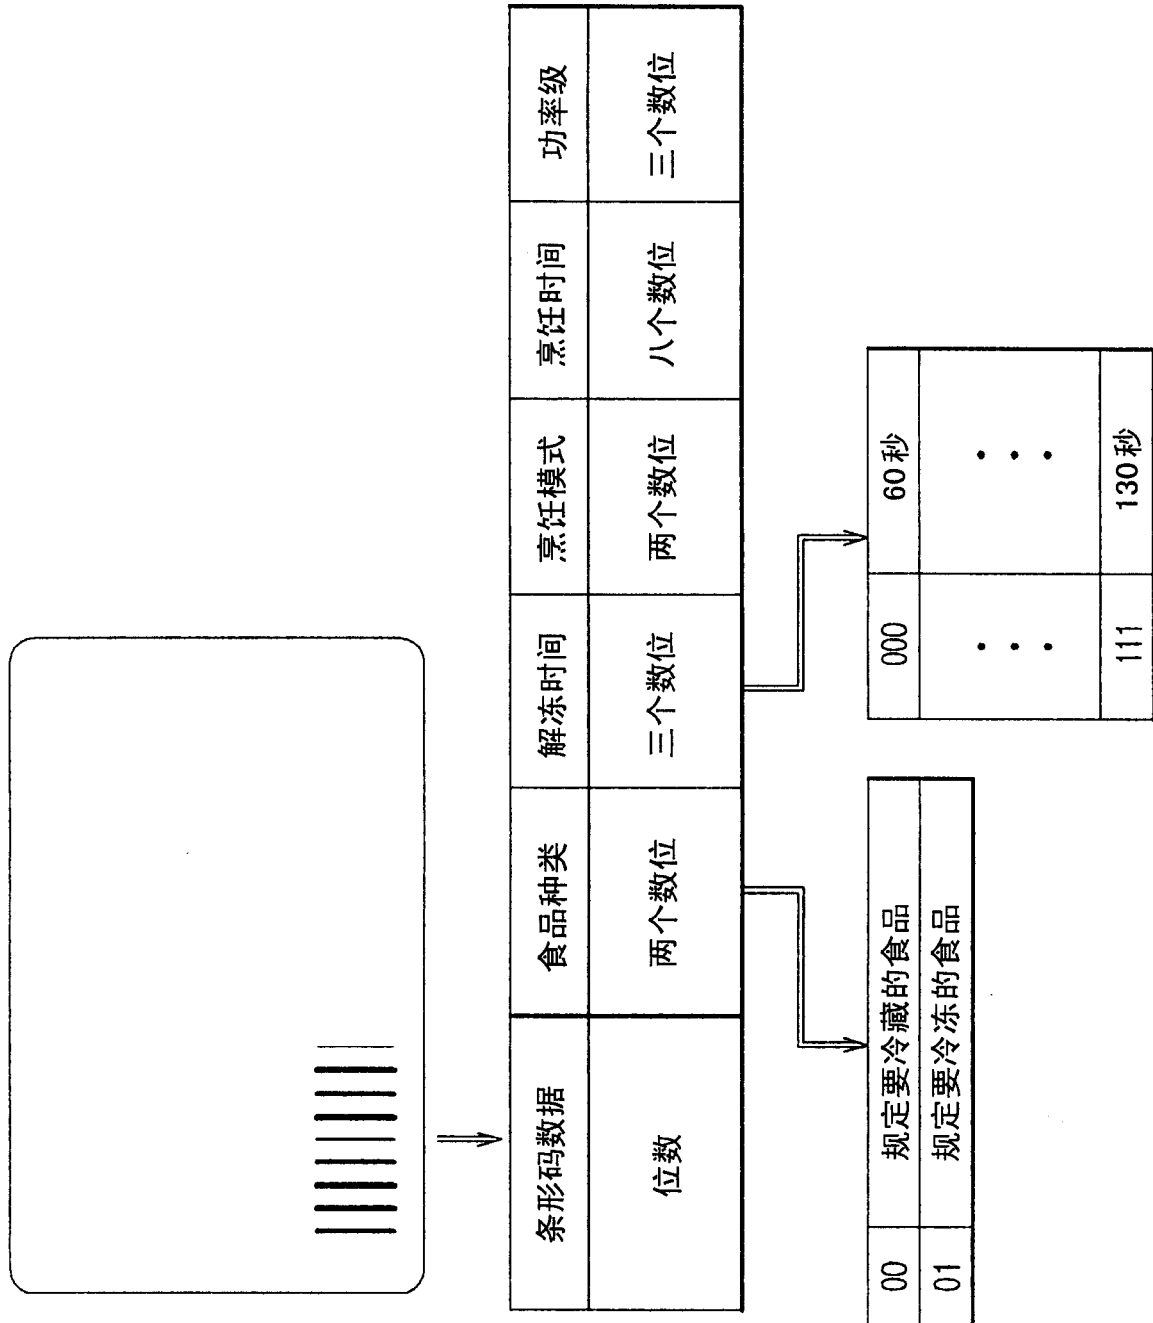 条形码数据 食品种类 解冻时间 烹饪模式 烹饪时间 功率级
位数 两个数位 三个数位 两个数位 八个数位 三个数位
00 规定要冷藏的食品
01 规定要冷冻的食品
000 60秒
111 130秒